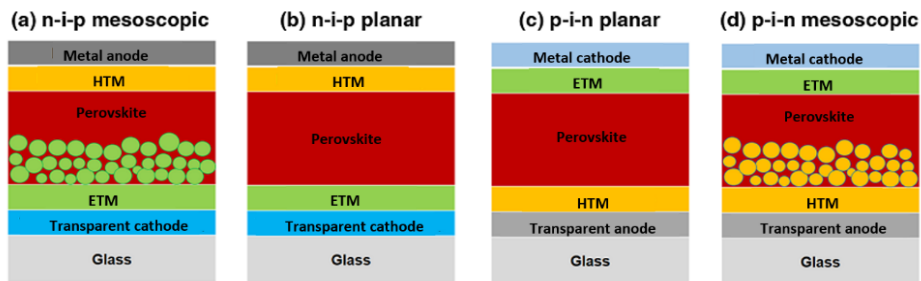 (a) n-i-p mesoscopic
Metal anode
HTM
Perovskite
ETM
Transparent cathode
Glass
(b) n-i-p planar
Metal anode
HTM
Perovskite
ETM
Transparent cathode
Glass
(c) p-i-n planar
Metal cathode
ETM
Perovskite
HTM
Transparent anode
Glass
(d) p-i-n mesoscopic
Metal cathode
ETM
Perovskite
HTM
Transparent anode
Glass